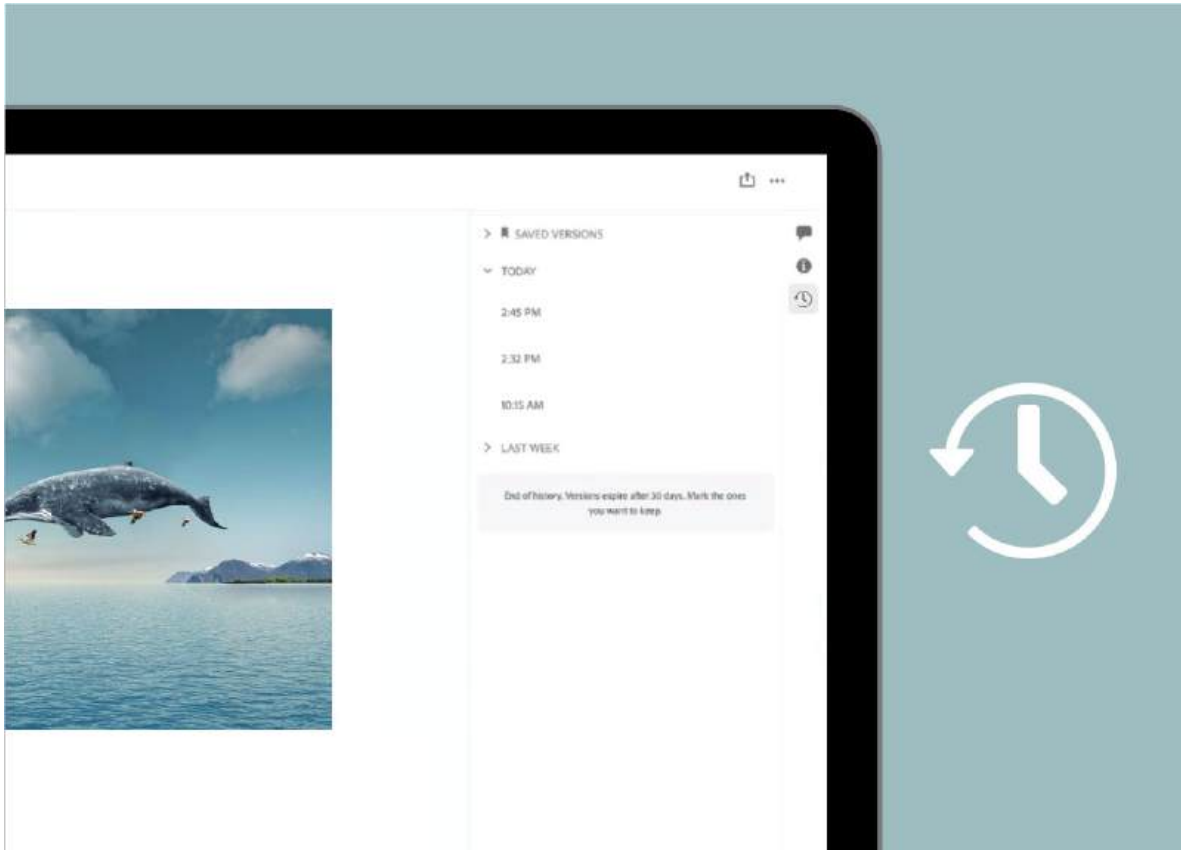 SAVED VERSIONS
TODAY
2:45 PM
2:32 PM
10:15 AM
LAST WEEK
End of history. Versions expire after 30 days. Mark the ones
you want to keep.